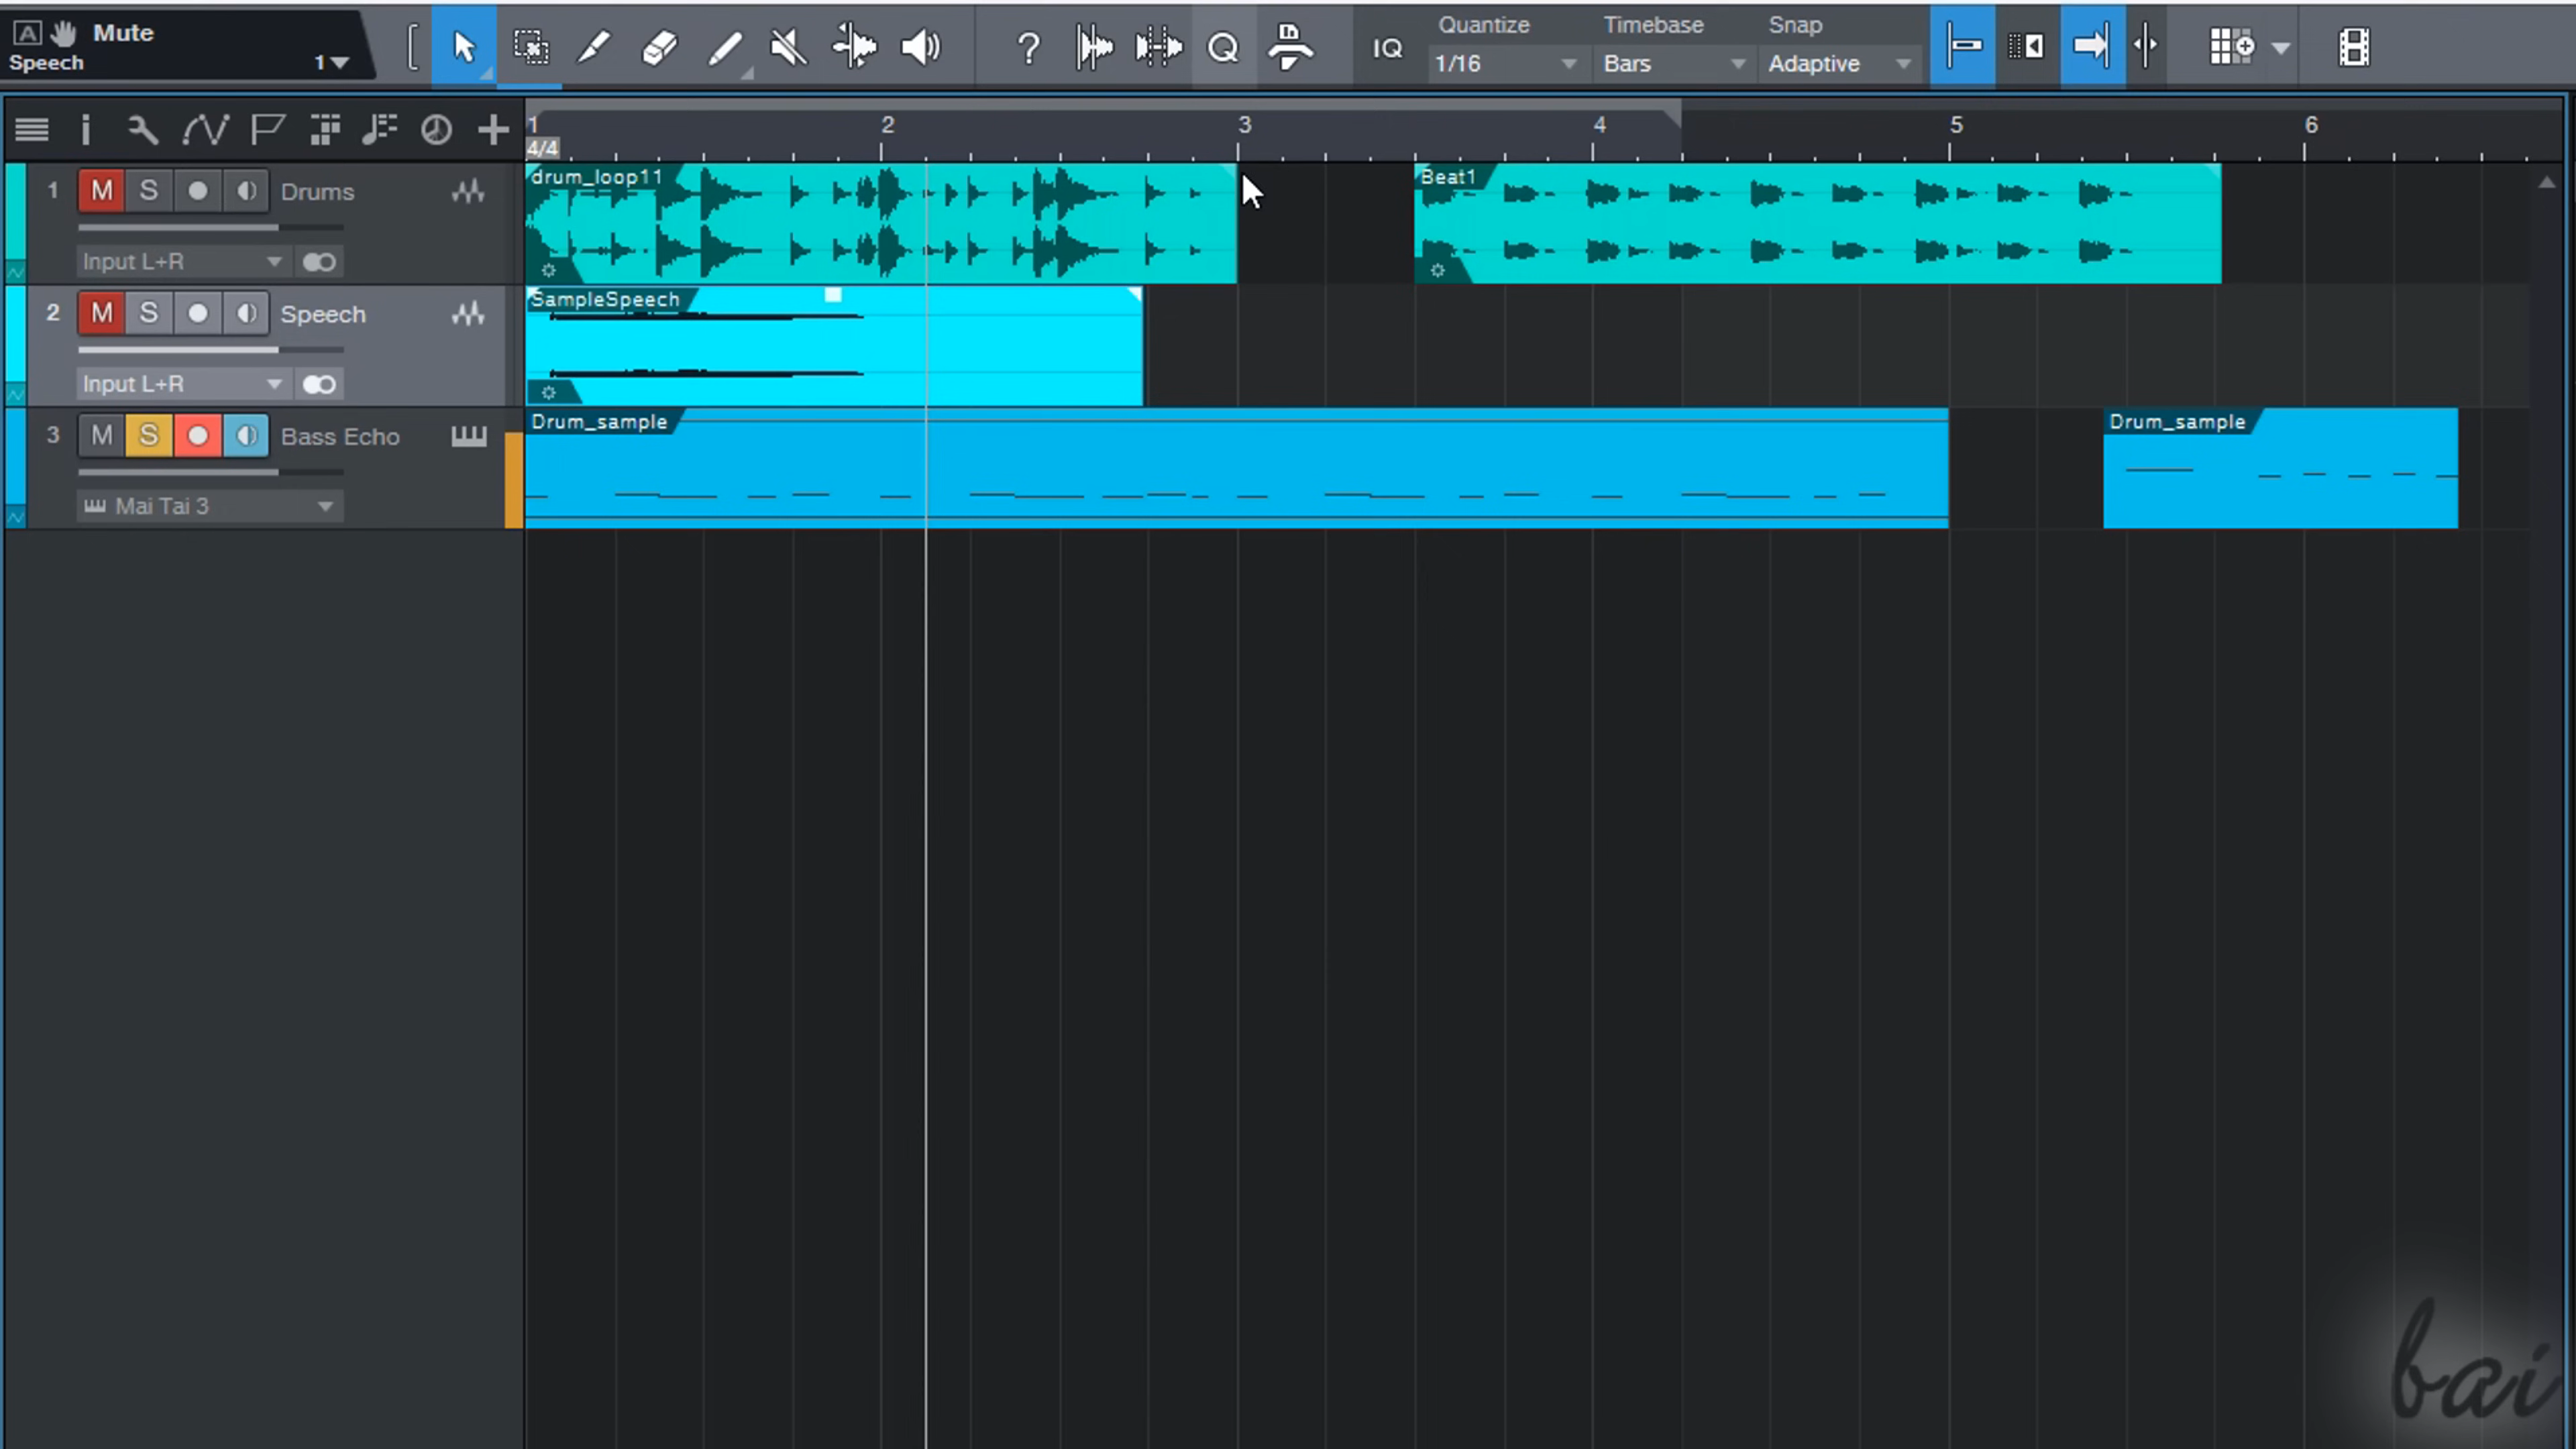 A Mute
Speech 1
? Q IQ
Quantize Timebase Snap
1/16 Bars Adaptive
1 2 3 4 5 6
4/4
1 M S Drums
Input L+R
drum_loop11 Beat1
2 M S Speech
Input L+R
SampleSpeech
3 M S Bass Echo
Mai Tai 3
Drum_sample Drum_sample
bai